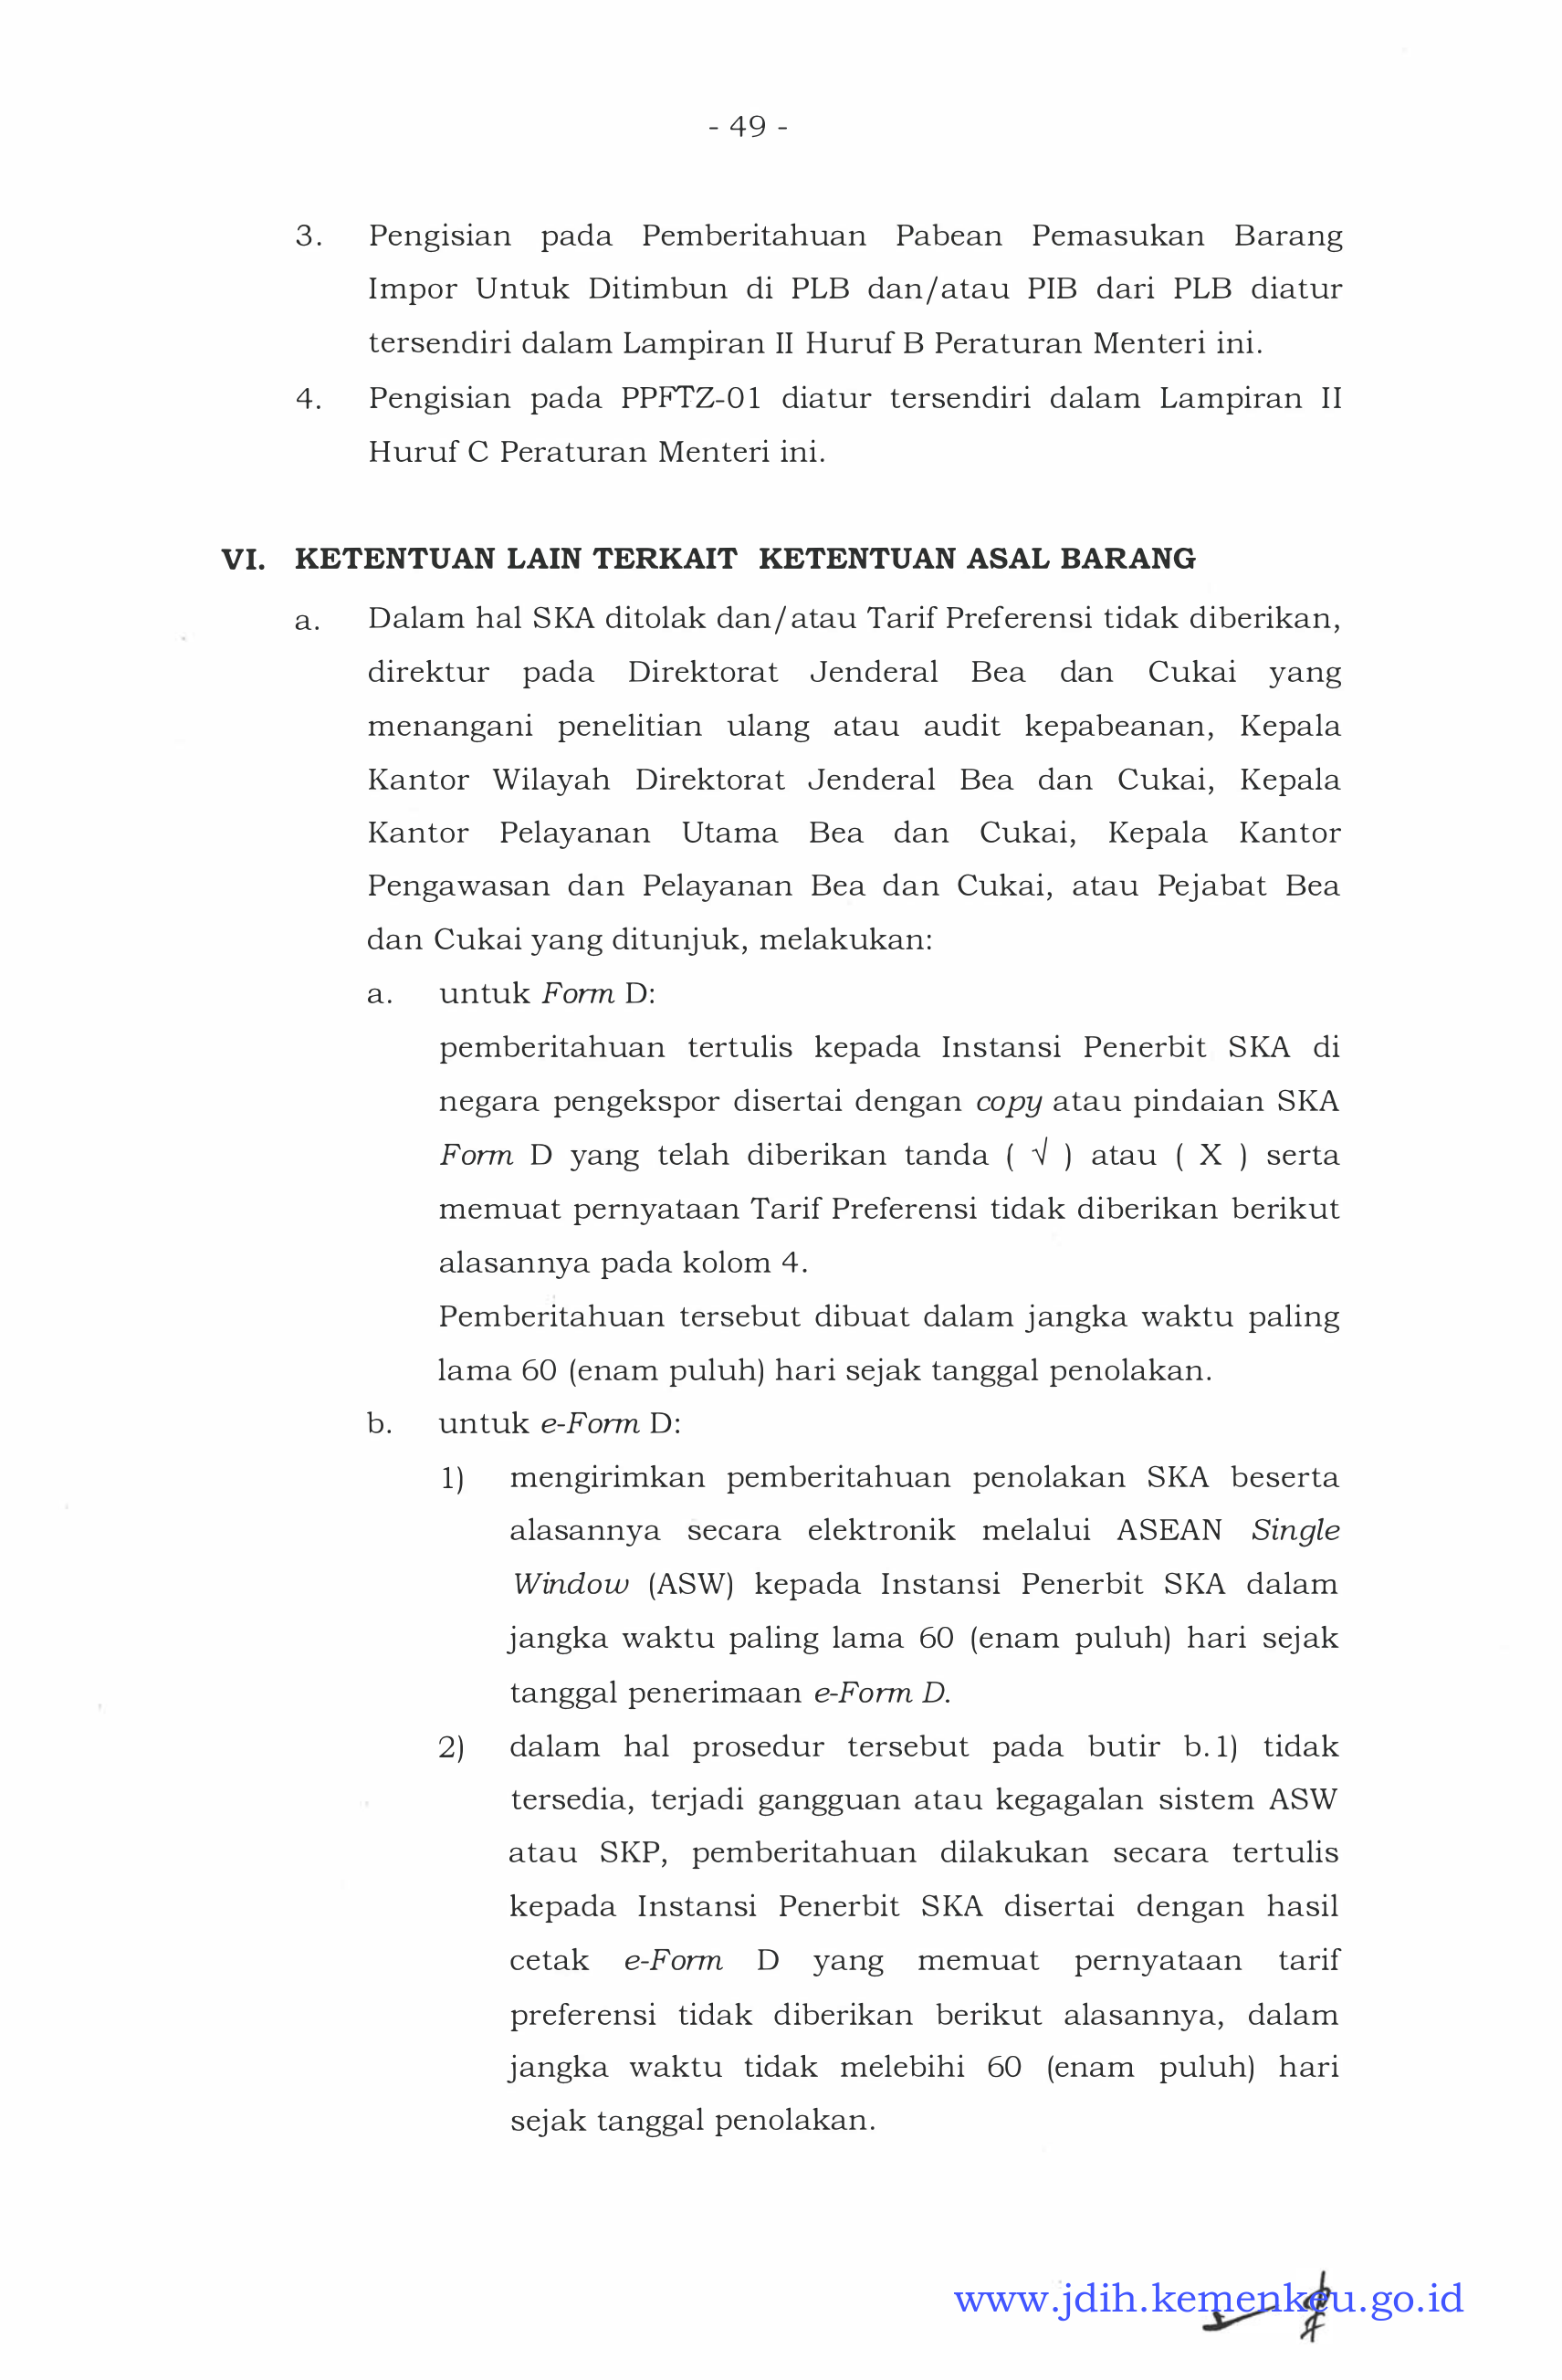 - 49 -
3. Pengisian pada Pemberitahuan Pabean Pemasukan Barang
Impor Untuk Ditimbun di PLB dan/atau PIB dari PLB diatur
tersendiri dalam Lampiran II Huruf B Peraturan Menteri ini.
4. Pengisian pada PPFTZ-01 diatur tersendiri dalam Lampiran II
Huruf C Peraturan Menteri ini.
VI. KETENTUAN LAIN TERKAIT KETENTUAN ASAL BARANG
a. Dalam hal SKA ditolak dan/atau Tarif Preferensi tidak diberikan,
direktur pada Direktorat Jenderal Bea dan Cukai yang
menangani penelitian ulang atau audit kepabeanan, Kepala
Kantor Wilayah Direktorat Jenderal Bea dan Cukai, Kepala
Kantor Pelayanan Utama Bea dan Cukai, Kepala Kantor
Pengawasan dan Pelayanan Bea dan Cukai, atau Pejabat Bea
dan Cukai yang ditunjuk, melakukan:
a. untuk Form D:
pemberitahuan tertulis kepada Instansi Penerbit SKA di
negara pengekspor disertai dengan copy atau pindaian SKA
Form D yang telah diberikan tanda ( √ ) atau ( X ) serta
memuat pernyataan Tarif Preferensi tidak diberikan berikut
alasannya pada kolom 4.
Pemberitahuan tersebut dibuat dalam jangka waktu paling
lama 60 (enam puluh) hari sejak tanggal penolakan.
b. untuk e-Form D:
1) mengirimkan pemberitahuan penolakan SKA beserta
alasannya secara elektronik melalui ASEAN Single
Window (ASW) kepada Instansi Penerbit SKA dalam
jangka waktu paling lama 60 (enam puluh) hari sejak
tanggal penerimaan e-Form D.
2) dalam hal prosedur tersebut pada butir b.1) tidak
tersedia, terjadi gangguan atau kegagalan sistem ASW
atau SKP, pemberitahuan dilakukan secara tertulis
kepada Instansi Penerbit SKA disertai dengan hasil
cetak e-Form D yang memuat pernyataan tarif
preferensi tidak diberikan berikut alasannya, dalam
jangka waktu tidak melebihi 60 (enam puluh) hari
sejak tanggal penolakan.
www.jdih.kemenkeu.go.id